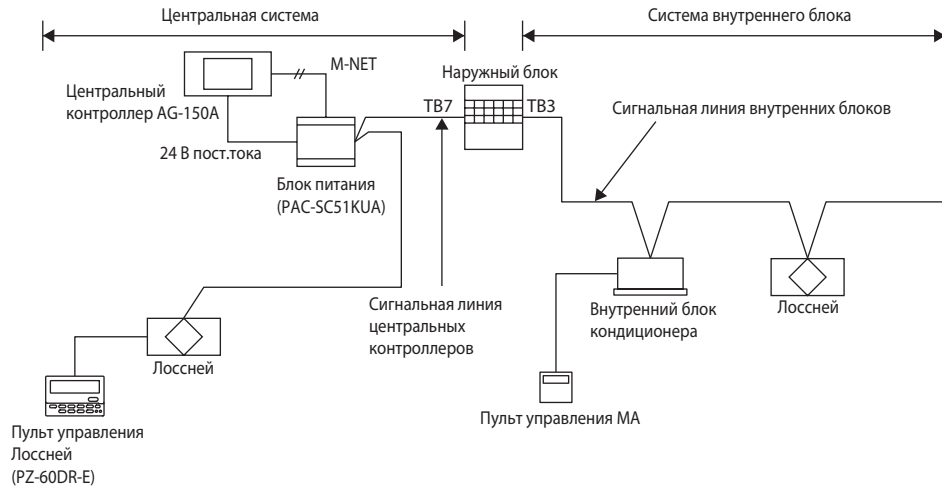 Центральная система
Система внутреннего блока
M-NET
Наружный блок
Центральный
контроллер AG-150A
TB7
TB3
Сигнальная линия внутренних блоков
24 В пост.тока
Блок питания
(PAC-SC51KUA)
Сигнальная линия
центральных
контроллеров
Внутренний блок
кондиционера
Лоссней
Лоссней
Пульт управления МА
Пульт управления
Лоссней
(PZ-60DR-E)